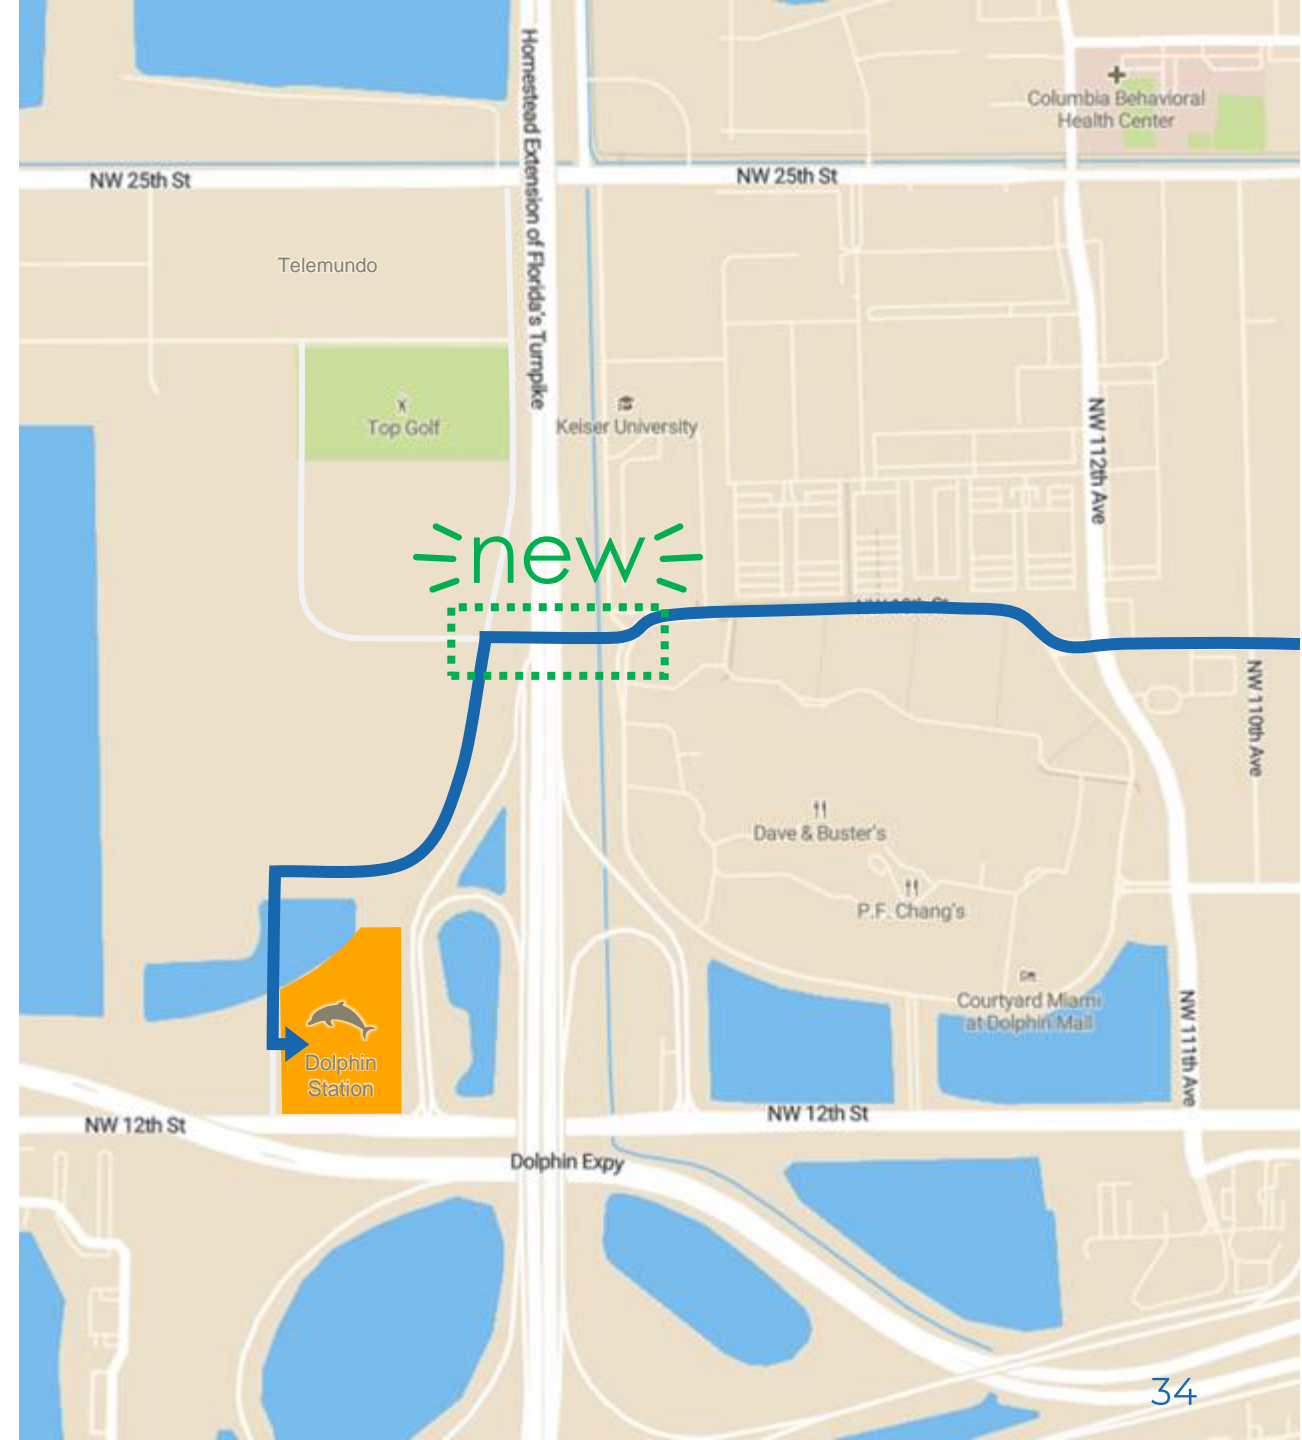 Homestead Extension of Florida's Turnpike
Columbia Behavioral
Health Center
NW 25th St
NW 25th St
Telemundo
Top Golf
Keiser University
NW 112th Ave
new
NW 110th Ave
Dave & Buster's
P.F. Chang's
Courtyard Miami
at Dolphin Mall
NW 111th Ave
Dolphin
Station
NW 12th St
NW 12th St
Dolphin Expy
34